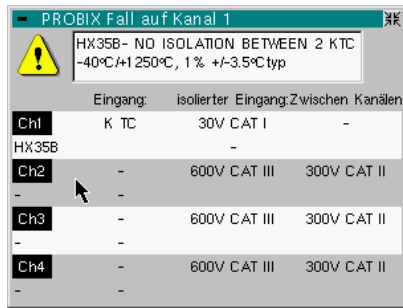 PROBIX Fall auf Kanal 1
HX35B- NO ISOLATION BETWEEN 2 KTC
-40°C/+1250°C, 1% +/-3.5°C typ
Eingang: isolierter Eingang: Zwischen Kanälen
Ch1 K TC 30V CAT I -
HX35B -
Ch2 - 600V CAT III 300V CAT II
- -
Ch3 - 600V CAT III 300V CAT II
- -
Ch4 - 600V CAT III 300V CAT II
- -